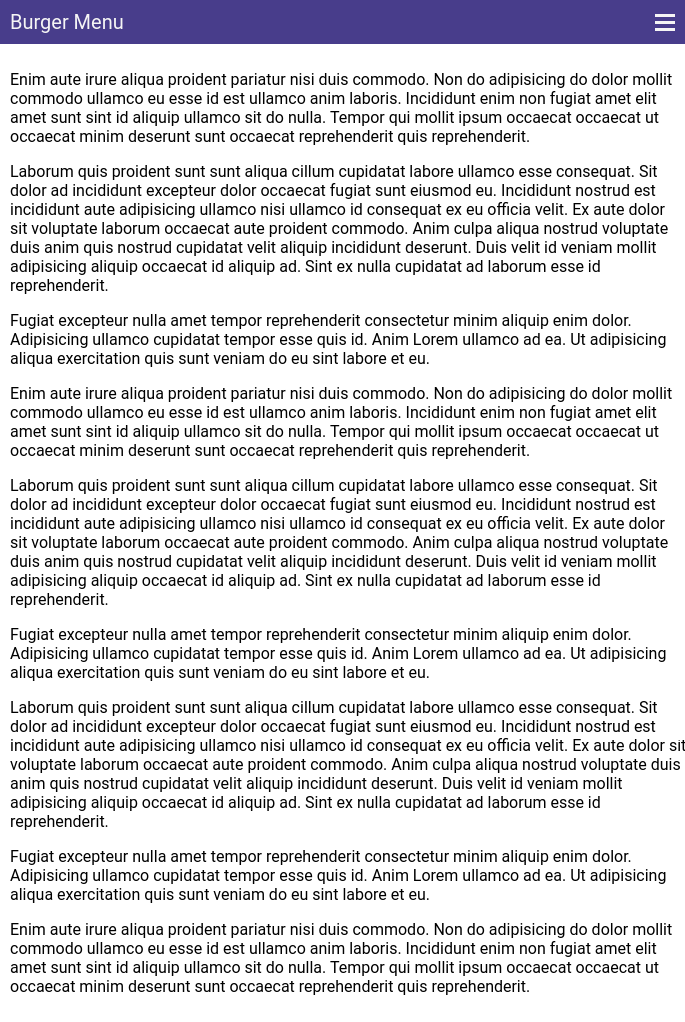 Burger Menu
Enim aute irure aliqua proident pariatur nisi duis commodo. Non do adipisicing do dolor mollit
commodo ullamco eu esse id est ullamco anim laboris. Incididunt enim non fugiat amet elit
amet sunt sint id aliquip ullamco sit do nulla. Tempor qui mollit ipsum occaecat occaecat ut
occaecat minim deserunt sunt occaecat reprehenderit quis reprehenderit.
Laborum quis proident sunt sunt aliqua cillum cupidatat labore ullamco esse consequat. Sit
dolor ad incididunt excepteur dolor occaecat fugiat sunt eiusmod eu. Incididunt nostrud est
incididunt aute adipisicing ullamco nisi ullamco id consequat ex eu officia velit. Ex aute dolor
sit voluptate laborum occaecat aute proident commodo. Anim culpa aliqua nostrud voluptate
duis anim quis nostrud cupidatat velit aliquip incididunt deserunt. Duis velit id veniam mollit
adipisicing aliquip occaecat id aliquip ad. Sint ex nulla cupidatat ad laborum esse id
reprehenderit.
Fugiat excepteur nulla amet tempor reprehenderit consectetur minim aliquip enim dolor.
Adipisicing ullamco cupidatat tempor esse quis id. Anim Lorem ullamco ad ea. Ut adipisicing
aliqua exercitation quis sunt veniam do eu sint labore et eu.
Enim aute irure aliqua proident pariatur nisi duis commodo. Non do adipisicing do dolor mollit
commodo ullamco eu esse id est ullamco anim laboris. Incididunt enim non fugiat amet elit
amet sunt sint id aliquip ullamco sit do nulla. Tempor qui mollit ipsum occaecat occaecat ut
occaecat minim deserunt sunt occaecat reprehenderit quis reprehenderit.
Laborum quis proident sunt sunt aliqua cillum cupidatat labore ullamco esse consequat. Sit
dolor ad incididunt excepteur dolor occaecat fugiat sunt eiusmod eu. Incididunt nostrud est
incididunt aute adipisicing ullamco nisi ullamco id consequat ex eu officia velit. Ex aute dolor
sit voluptate laborum occaecat aute proident commodo. Anim culpa aliqua nostrud voluptate
duis anim quis nostrud cupidatat velit aliquip incididunt deserunt. Duis velit id veniam mollit
adipisicing aliquip occaecat id aliquip ad. Sint ex nulla cupidatat ad laborum esse id
reprehenderit.
Fugiat excepteur nulla amet tempor reprehenderit consectetur minim aliquip enim dolor.
Adipisicing ullamco cupidatat tempor esse quis id. Anim Lorem ullamco ad ea. Ut adipisicing
aliqua exercitation quis sunt veniam do eu sint labore et eu.
Laborum quis proident sunt sunt aliqua cillum cupidatat labore ullamco esse consequat. Sit
dolor ad incididunt excepteur dolor occaecat fugiat sunt eiusmod eu. Incididunt nostrud est
incididunt aute adipisicing ullamco nisi ullamco id consequat ex eu officia velit. Ex aute dolor sit
voluptate laborum occaecat aute proident commodo. Anim culpa aliqua nostrud voluptate duis
anim quis nostrud cupidatat velit aliquip incididunt deserunt. Duis velit id veniam mollit
adipisicing aliquip occaecat id aliquip ad. Sint ex nulla cupidatat ad laborum esse id
reprehenderit.
Fugiat excepteur nulla amet tempor reprehenderit consectetur minim aliquip enim dolor.
Adipisicing ullamco cupidatat tempor esse quis id. Anim Lorem ullamco ad ea. Ut adipisicing
aliqua exercitation quis sunt veniam do eu sint labore et eu.
Enim aute irure aliqua proident pariatur nisi duis commodo. Non do adipisicing do dolor mollit
commodo ullamco eu esse id est ullamco anim laboris. Incididunt enim non fugiat amet elit
amet sunt sint id aliquip ullamco sit do nulla. Tempor qui mollit ipsum occaecat occaecat ut
occaecat minim deserunt sunt occaecat reprehenderit quis reprehenderit.